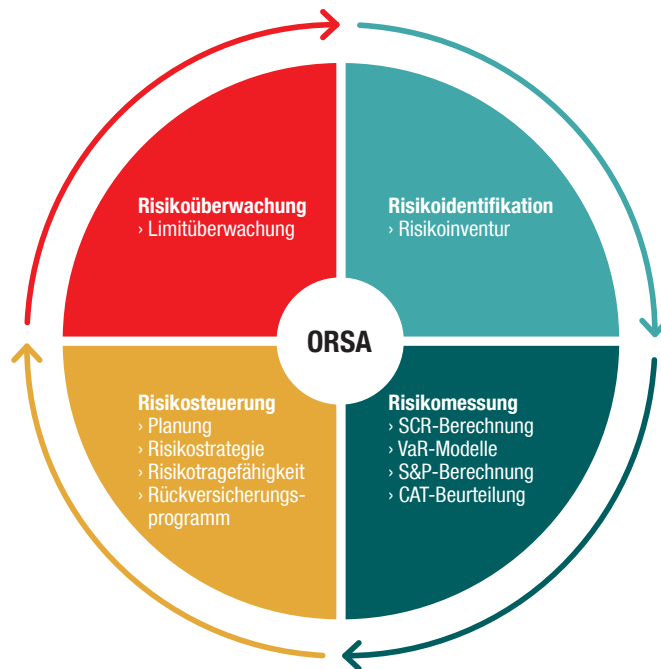 Risikoüberwachung
› Limitüberwachung
Risikoidentifikation
› Risikoinventur
ORSA
Risikosteuerung
› Planung
› Risikostrategie
› Risikotragefähigkeit
› Rückversicherungs-
programm
Risikomessung
› SCR-Berechnung
› VaR-Modelle
› S&P-Berechnung
› CAT-Beurteilung